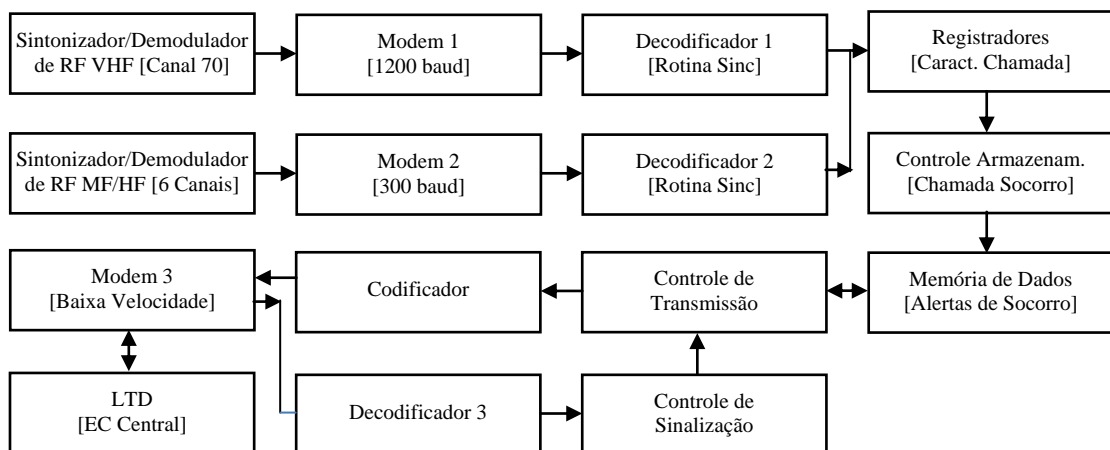 Sintonizador/Demodulador
de RF VHF [Canal 70]
Modem 1
[1200 baud]
Decodificador 1
[Rotina Sinc]
Registradores
[Caract. Chamada]
Sintonizador/Demodulador
de RF MF/HF [6 Canais]
Modem 2
[300 baud]
Decodificador 2
[Rotina Sinc]
Controle Armazenam.
[Chamada Socorro]
Modem 3
[Baixa Velocidade]
Codificador
Controle de
Transmissão
Memória de Dados
[Alertas de Socorro]
LTD
[EC Central]
Decodificador 3
Controle de
Sinalização